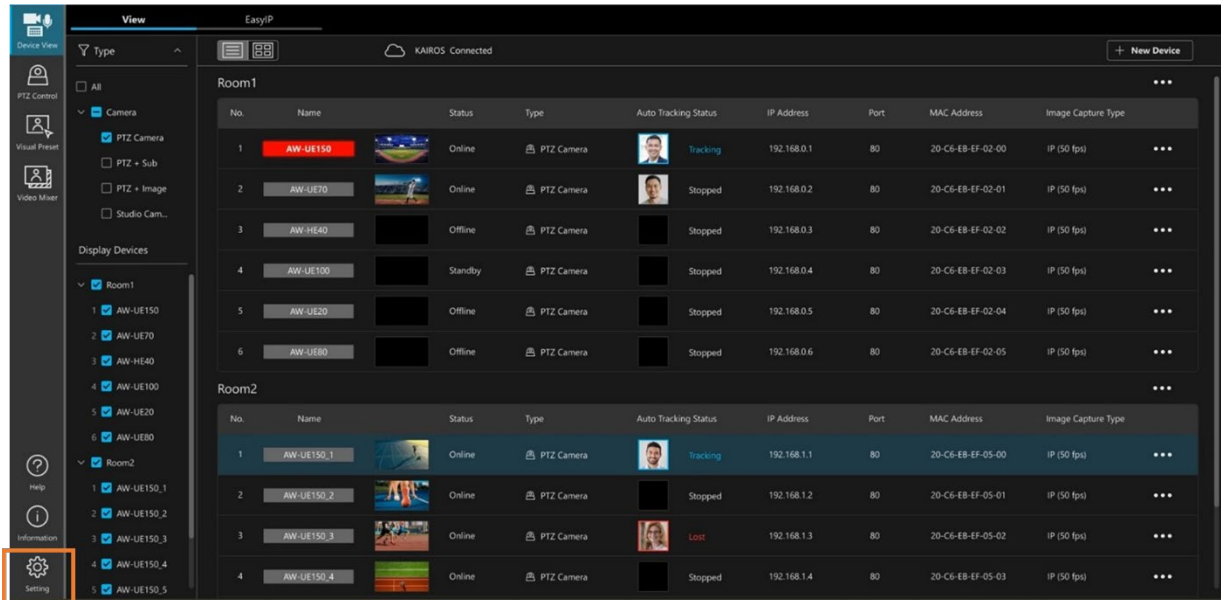 View EasyIP
Device View
PTZ Control
Visual Preset
Video Mixer
Help
Information
Setting
Type
All
Camera
PTZ Camera
PTZ + Sub
PTZ + Image
Studio Cam...
Display Devices
Room1
1 AW-UE150
2 AW-UE70
3 AW-HE40
4 AW-UE100
5 AW-UE20
6 AW-UE80
Room2
1 AW-UE150_1
2 AW-UE150_2
3 AW-UE150_3
4 AW-UE150_4
5 AW-UE150_5
KAIROS Connected + New Device
Room1
No. Name Status Type Auto Tracking Status IP Address Port MAC Address Image Capture Type
1 AW-UE150 Online PTZ Camera Tracking 192.168.0.1 80 20-C6-EB-EF-02-00 IP (50 fps)
2 AW-UE70 Online PTZ Camera Stopped 192.168.0.2 80 20-C6-EB-EF-02-01 IP (50 fps)
3 AW-HE40 Offline PTZ Camera Stopped 192.168.0.3 80 20-C6-EB-EF-02-02 IP (50 fps)
4 AW-UE100 Standby PTZ Camera Stopped 192.168.0.4 80 20-C6-EB-EF-02-03 IP (50 fps)
5 AW-UE20 Offline PTZ Camera Stopped 192.168.0.5 80 20-C6-EB-EF-02-04 IP (50 fps)
6 AW-UE80 Offline PTZ Camera Stopped 192.168.0.6 80 20-C6-EB-EF-02-05 IP (50 fps)
Room2
No. Name Status Type Auto Tracking Status IP Address Port MAC Address Image Capture Type
1 AW-UE150_1 Online PTZ Camera Tracking 192.168.1.1 80 20-C6-EB-EF-05-00 IP (50 fps)
2 AW-UE150_2 Online PTZ Camera Stopped 192.168.1.2 80 20-C6-EB-EF-05-01 IP (50 fps)
3 AW-UE150_3 Online PTZ Camera Lost 192.168.1.3 80 20-C6-EB-EF-05-02 IP (50 fps)
4 AW-UE150_4 Online PTZ Camera Stopped 192.168.1.4 80 20-C6-EB-EF-05-03 IP (50 fps)